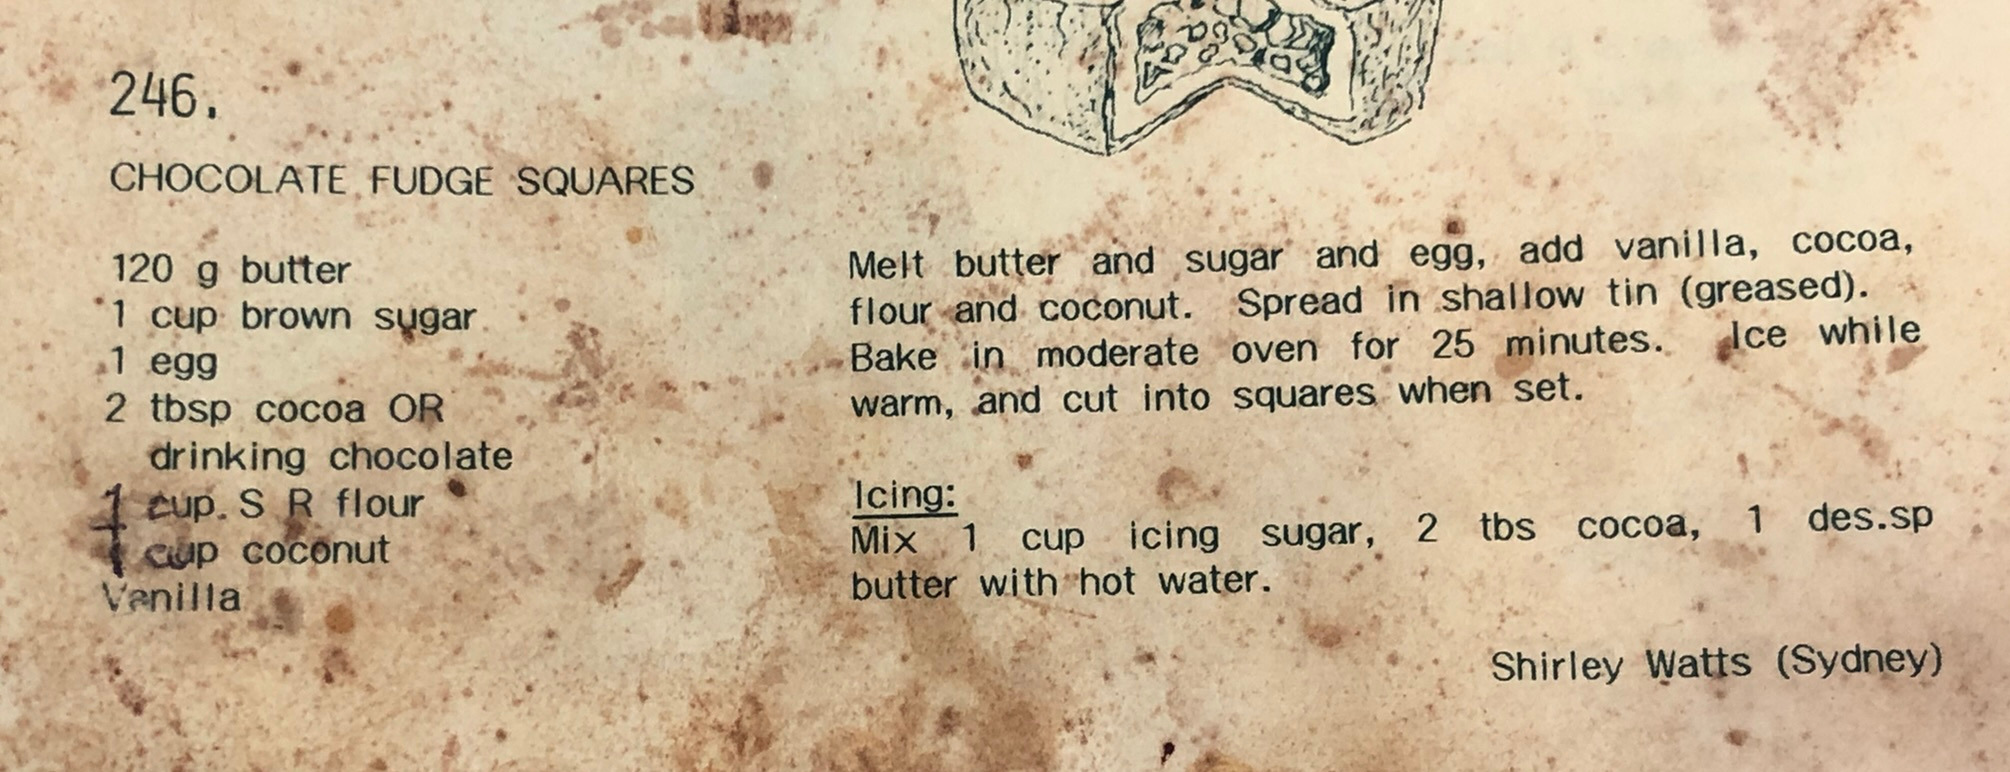 246.
CHOCOLATE FUDGE SQUARES
120 g butter
1 cup brown sugar
1 egg
2 tbsp cocoa OR
drinking chocolate
1 cup S R flour
1 cup coconut
Vanilla
Melt butter and sugar and egg, add vanilla, cocoa,
flour and coconut. Spread in shallow tin (greased).
Bake in moderate oven for 25 minutes. Ice while
warm, and cut into squares when set.
Icing:
Mix 1 cup icing sugar, 2 tbs cocoa, 1 des.sp
butter with hot water.
Shirley Watts (Sydney)